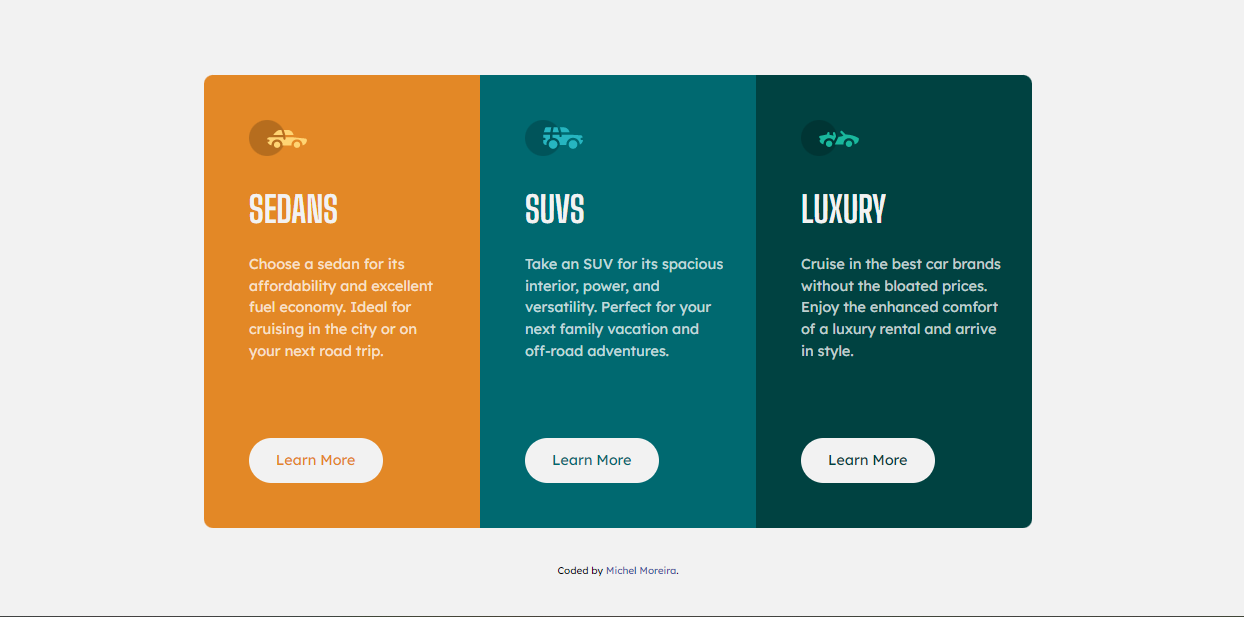 SEDANS
Choose a sedan for its
affordability and excellent
fuel economy. Ideal for
cruising in the city or on
your next road trip.
Learn More
SUVS
Take an SUV for its spacious
interior, power, and
versatility. Perfect for your
next family vacation and
off-road adventures.
Learn More
LUXURY
Cruise in the best car brands
without the bloated prices.
Enjoy the enhanced comfort
of a luxury rental and arrive
in style.
Learn More
Coded by Michel Moreira.